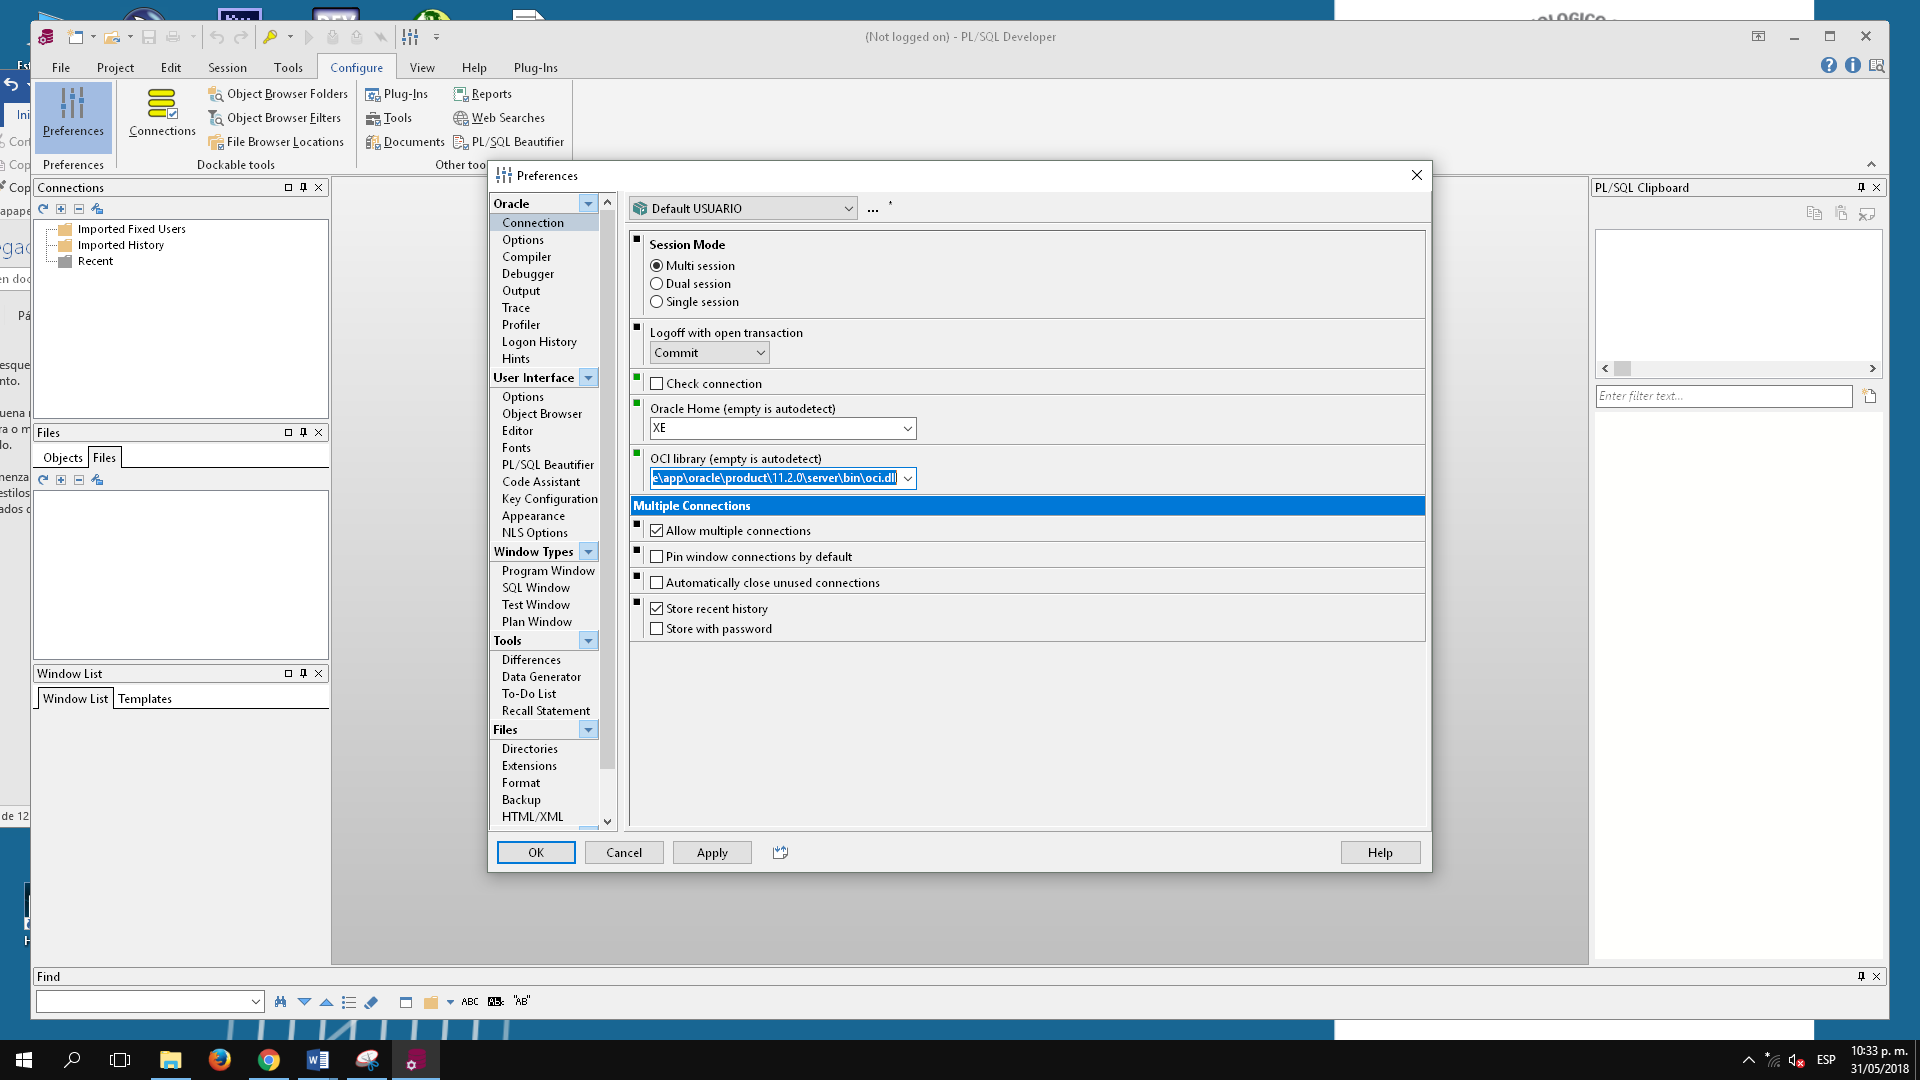 (Not logged on) - PL/SQL Developer
File Project Edit Session Tools Configure View Help Plug-Ins
Preferences
Connections
Object Browser Folders
Object Browser Filters
File Browser Locations
Plug-Ins
Tools
Documents
Reports
Web Searches
PL/SQL Beautifier
Preferences
Dockable tools
Other too
Connections
Imported Fixed Users
Imported History
Recent
Files
Objects Files
Window List
Window List Templates
Preferences
Oracle
Connection
Options
Compiler
Debugger
Output
Trace
Profiler
Logon History
Hints
User Interface
Options
Object Browser
Editor
Fonts
PL/SQL Beautifier
Code Assistant
Key Configuration
Appearance
NLS Options
Window Types
Program Window
SQL Window
Test Window
Plan Window
Tools
Differences
Data Generator
To-Do List
Recall Statement
Files
Directories
Extensions
Format
Backup
HTML/XML
Default USUARIO
... *
Session Mode
Multi session
Dual session
Single session
Logoff with open transaction
Commit
Check connection
Oracle Home (empty is autodetect)
XE
OCI library (empty is autodetect)
e\app\oracle\product\11.2.0\server\bin\oci.dll
Multiple Connections
Allow multiple connections
Pin window connections by default
Automatically close unused connections
Store recent history
Store with password
OK Cancel Apply Help
PL/SQL Clipboard
Enter filter text...
Find
ABC "AB"
de 12
ESP
10:33 p. m.
31/05/2018